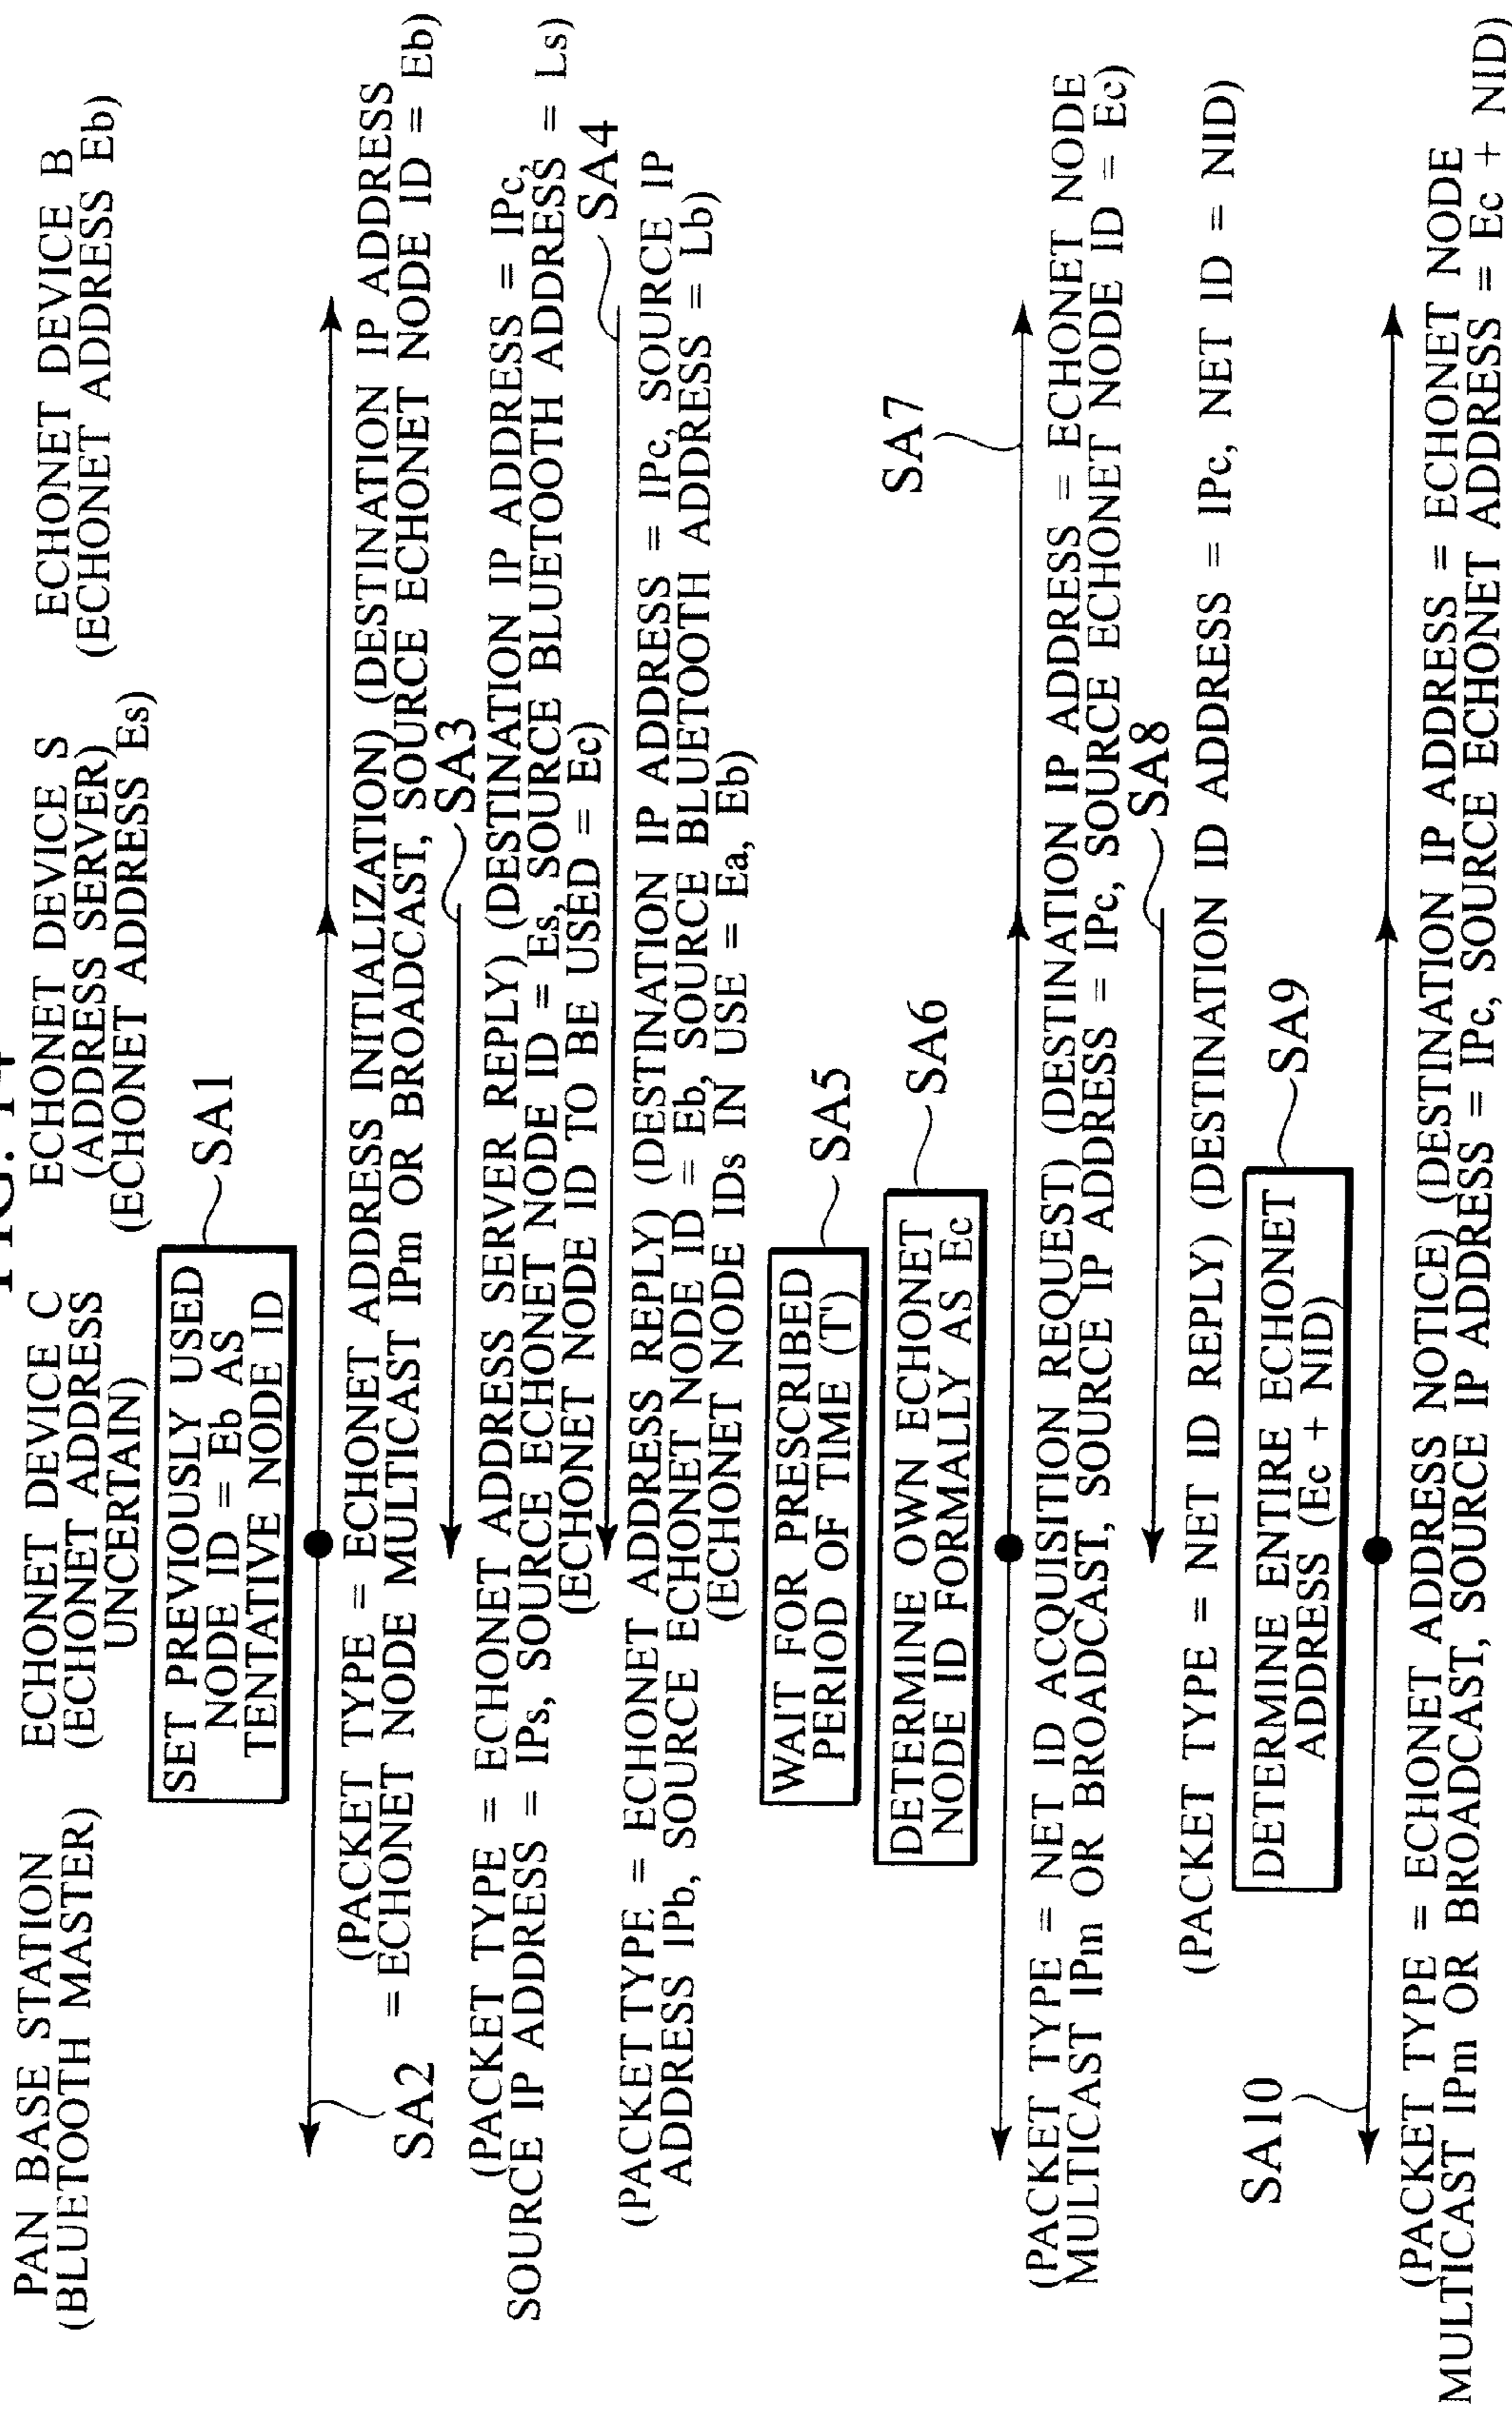 FIG. 14
PAN BASE STATION
(BLUETOOTH MASTER)
ECHONET DEVICE C
(ECHONET ADDRESS
UNCERTAIN)
ECHONET DEVICE S
(ADDRESS SERVER)
(ECHONET ADDRESS Es)
ECHONET DEVICE B
(ECHONET ADDRESS Eb)
SET PREVIOUSLY USED
NODE ID = Eb AS
TENTATIVE NODE ID
SA1
SA2
(PACKET TYPE = ECHONET ADDRESS INITIALIZATION) (DESTINATION IP ADDRESS
= ECHONET NODE MULTICAST IPm OR BROADCAST, SOURCE ECHONET NODE ID = Eb)
SA3
(PACKET TYPE = ECHONET ADDRESS SERVER REPLY) (DESTINATION IP ADDRESS = IPc,
SOURCE IP ADDRESS = IPs, SOURCE ECHONET NODE ID = Es, SOURCE BLUETOOTH ADDRESS = Ls)
(ECHONET NODE ID TO BE USED = Ec)
SA4
(PACKET TYPE = ECHONET ADDRESS REPLY) (DESTINATION IP ADDRESS = IPc, SOURCE IP
ADDRESS IPb, SOURCE ECHONET NODE ID = Eb, SOURCE BLUETOOTH ADDRESS = Lb)
(ECHONET NODE IDs IN USE = Ea, Eb)
WAIT FOR PRESCRIBED
PERIOD OF TIME (T')
SA5
DETERMINE OWN ECHONET
NODE ID FORMALLY AS Ec
SA6
SA7
(PACKET TYPE = NET ID ACQUISITION REQUEST) (DESTINATION IP ADDRESS = ECHONET NODE
MULTICAST IPm OR BROADCAST, SOURCE IP ADDRESS = IPc, SOURCE ECHONET NODE ID = Ec)
SA8
(PACKET TYPE = NET ID REPLY) (DESTINATION ID ADDRESS = IPc, NET ID = NID)
DETERMINE ENTIRE ECHONET
ADDRESS (Ec + NID)
SA9
SA10
(PACKET TYPE = ECHONET ADDRESS NOTICE) (DESTINATION IP ADDRESS = ECHONET NODE
MULTICAST IPm OR BROADCAST, SOURCE IP ADDRESS = IPc, SOURCE ECHONET ADDRESS = Ec + NID)